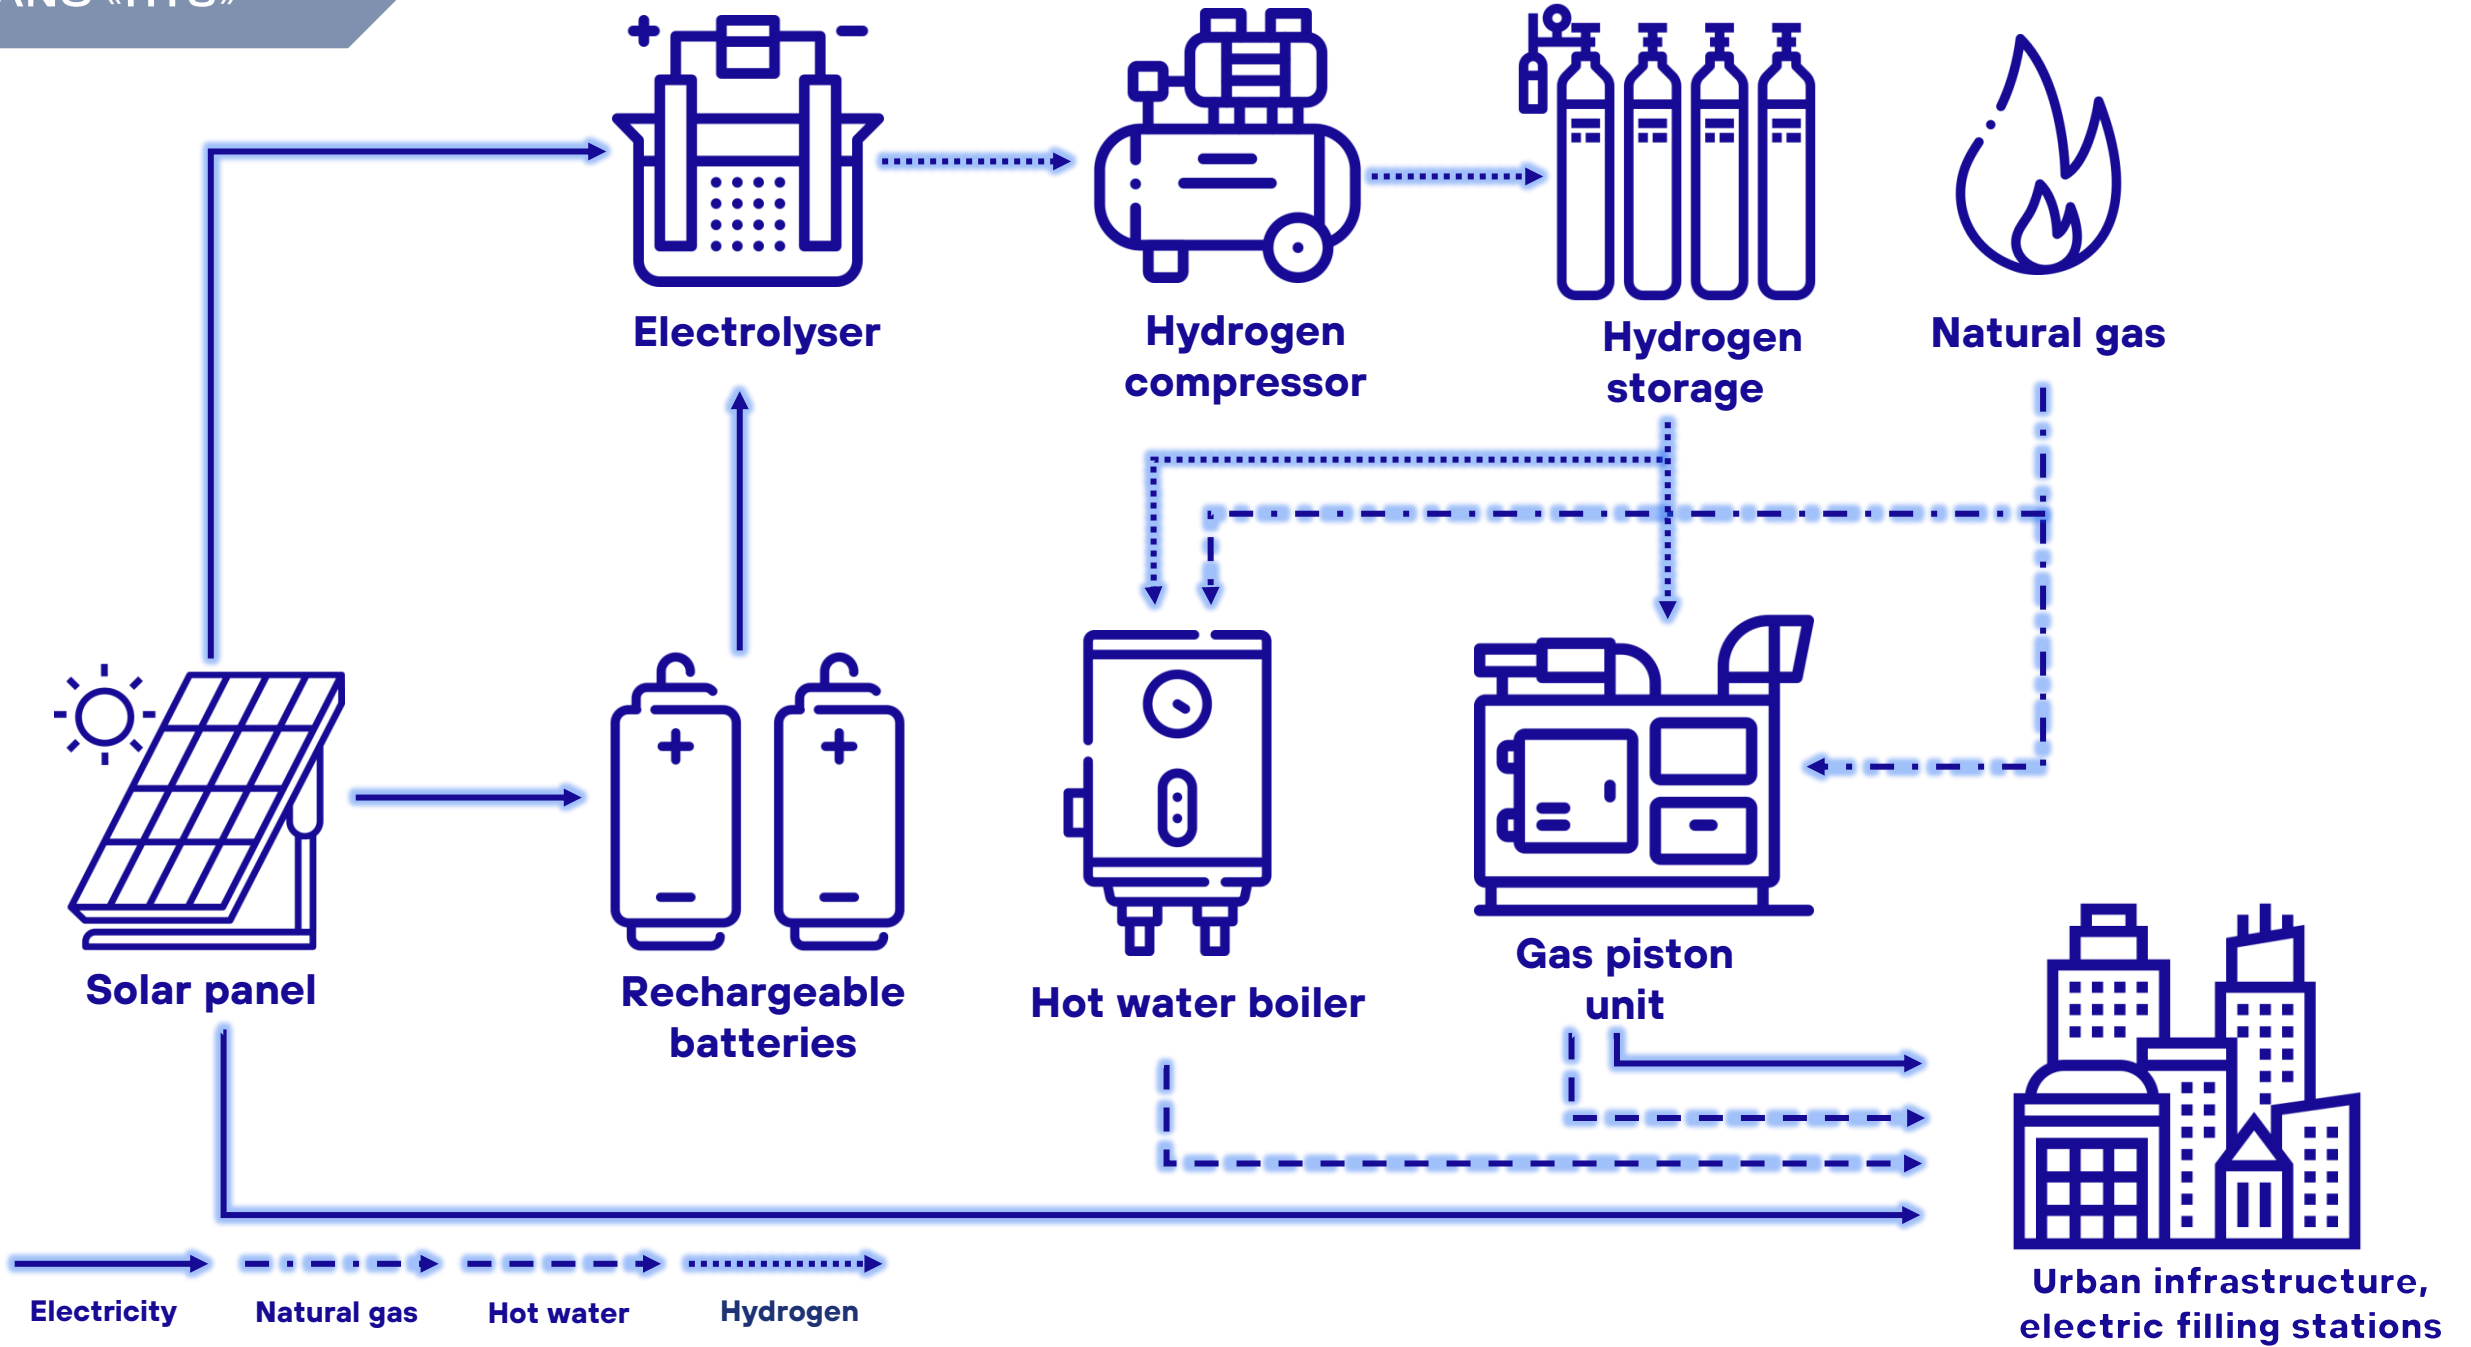 «HTS»
Electrolyser
Hydrogen
compressor
Hydrogen
storage
Natural gas
Solar panel
Rechargeable
batteries
Hot water boiler
Gas piston
unit
Urban infrastructure,
electric filling stations
Electricity
Natural gas
Hot water
Hydrogen